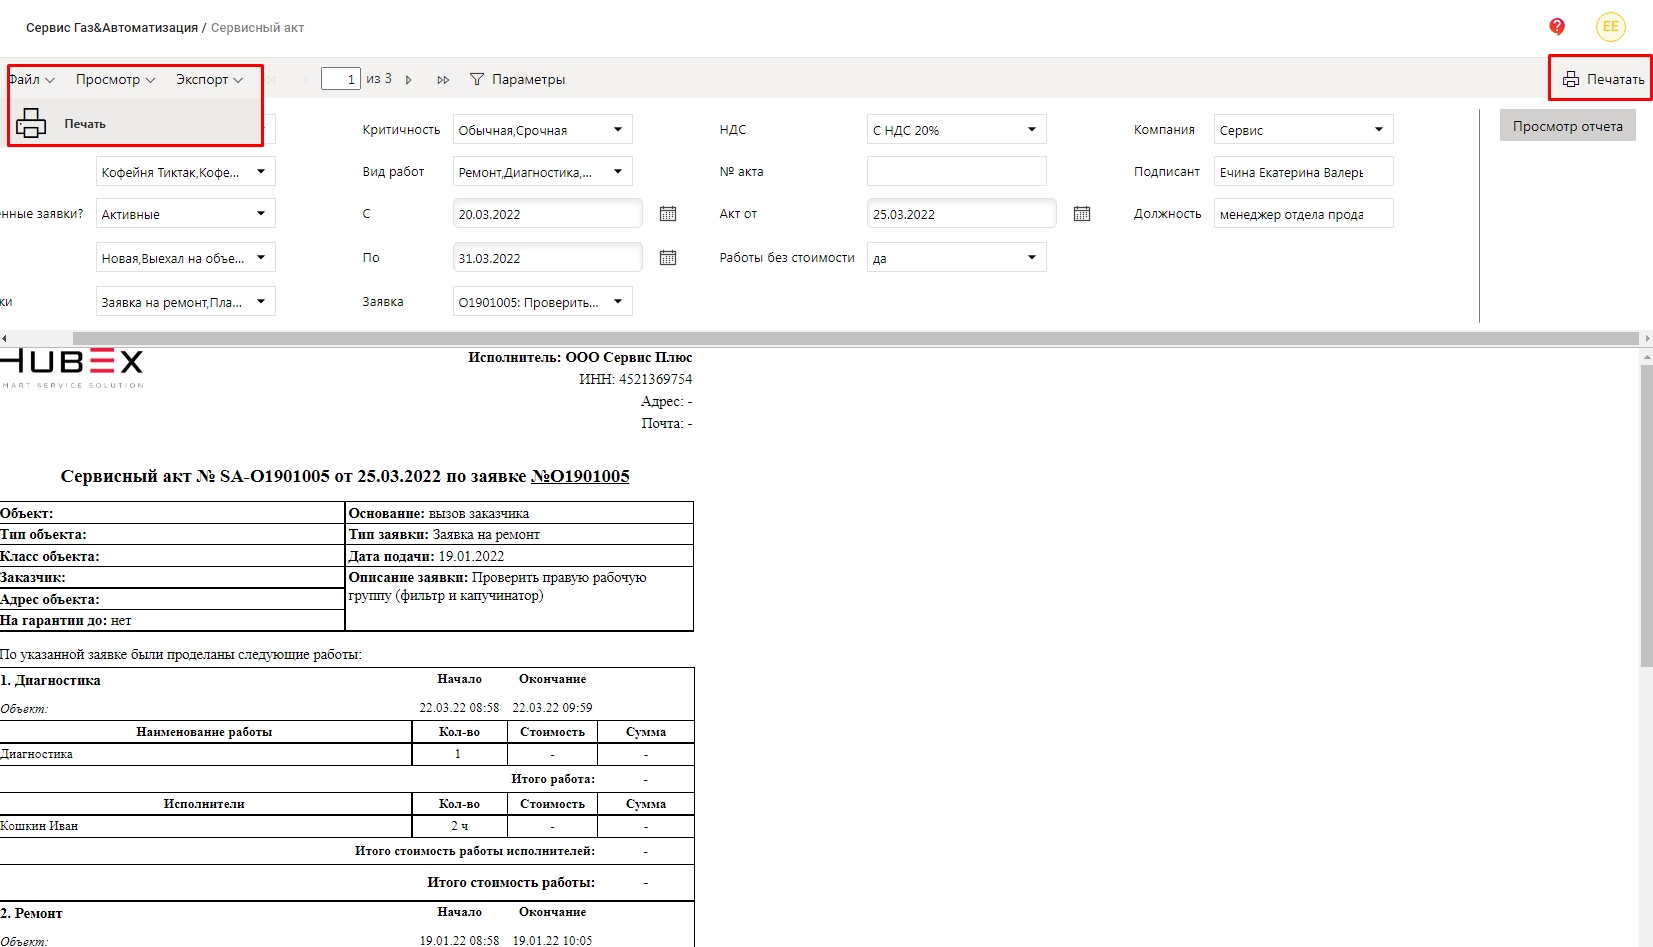 Сервис Газ&Автоматизация / Сервисный акт
?
EE
Файл Просмотр Экспорт 1 из 3 Параметры Печатать
Печать
Критичность Обычная,Срочная НДС С НДС 20% Компания Сервис Просмотр отчета
Кофейня Тиктак,Кофе... Вид работ Ремонт,Диагностика,... № акта Подписант Ечина Екатерина Валерь
енные заявки? Активные С 20.03.2022 Акт от 25.03.2022 Должность менеджер отдела прода
Новая,Выехал на объе... По 31.03.2022 Работы без стоимости да
ки Заявка на ремонт,Пла... Заявка О1901005: Проверить...
HUBEX
MART SERVICE SOLUTION
Исполнитель: ООО Сервис Плюс
ИНН: 4521369754
Адрес: -
Почта: -
Сервисный акт № SA-О1901005 от 25.03.2022 по заявке №О1901005
Объект: Основание: вызов заказчика
Тип объекта: Тип заявки: Заявка на ремонт
Класс объекта: Дата подачи: 19.01.2022
Заказчик: Описание заявки: Проверить правую рабочую
Адрес объекта: группу (фильтр и капучинатор)
На гарантии до: нет
По указанной заявке были проделаны следующие работы:
1. Диагностика Начало Окончание
Объект: 22.03.22 08:58 22.03.22 09:59
Наименование работы Кол-во Стоимость Сумма
Диагностика 1 - -
Итого работа: -
Исполнители Кол-во Стоимость Сумма
Кошкин Иван 2 ч - -
Итого стоимость работы исполнителей: -
Итого стоимость работы: -
2. Ремонт Начало Окончание
Объект: 19.01.22 08:58 19.01.22 10:05